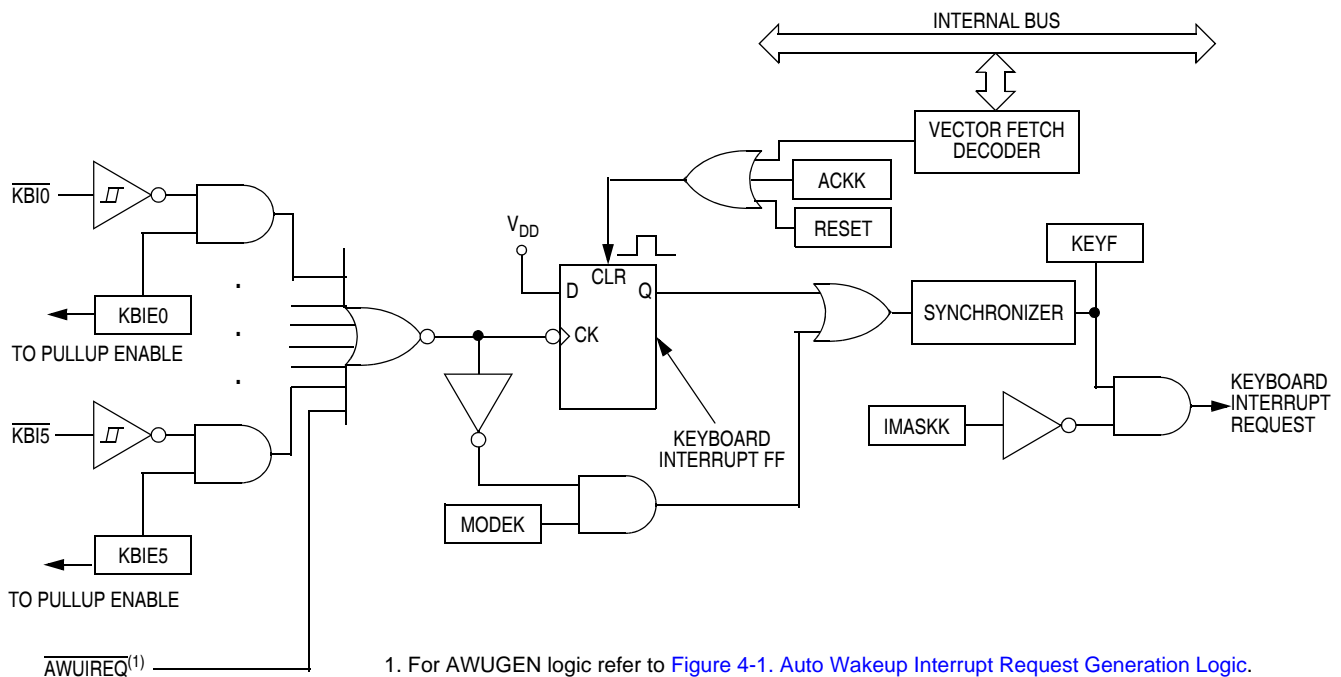 INTERNAL BUS
VECTOR FETCH
DECODER
ACKK
RESET
KBI0
VDD
KEYF
CLR
D
Q
CK
KBIE0
TO PULLUP ENABLE
SYNCHRONIZER
KEYBOARD
INTERRUPT
REQUEST
KBI5
IMASKK
KEYBOARD
INTERRUPT FF
MODEK
KBIE5
TO PULLUP ENABLE
AWUIREQ(1)
1. For AWUGEN logic refer to Figure 4-1. Auto Wakeup Interrupt Request Generation Logic.